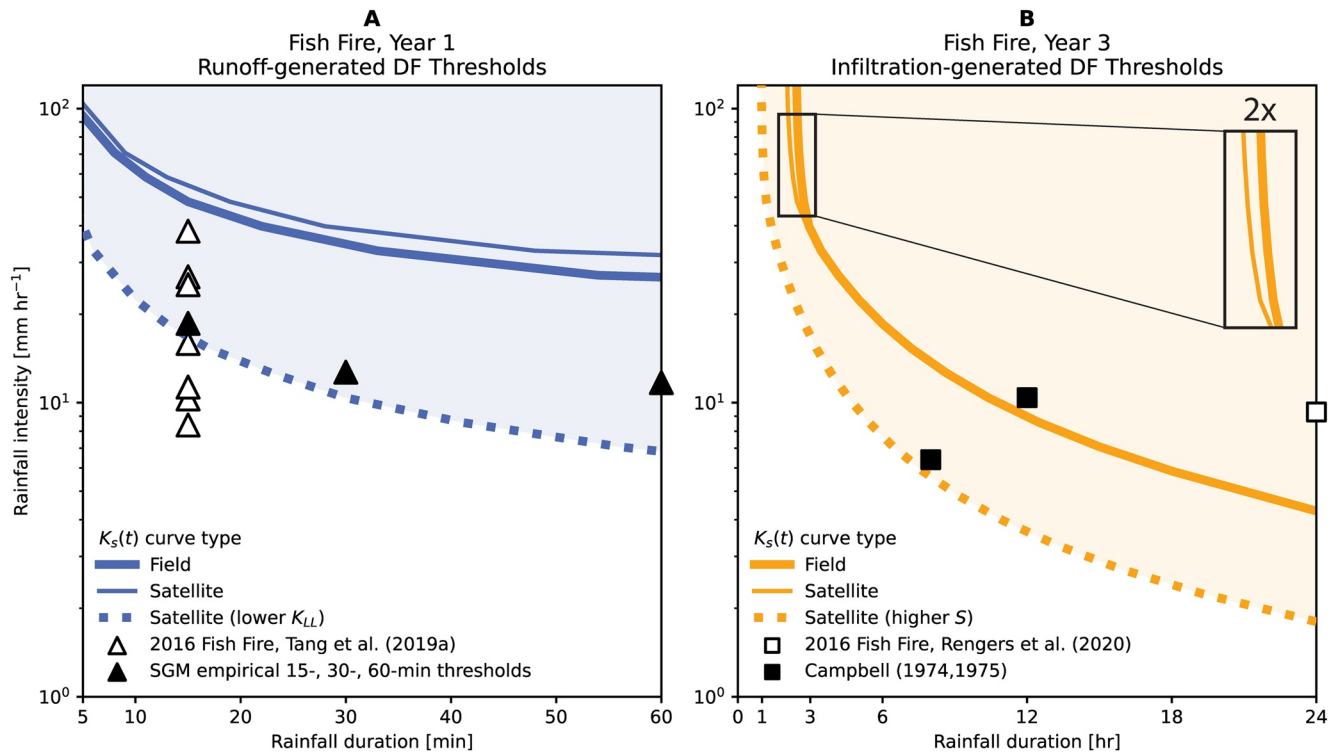 A
Fish Fire, Year 1
Runoff-generated DF Thresholds
Rainfall intensity [mm hr⁻¹]
10²
10¹
10⁰
K_s(t) curve type
Field
Satellite
Satellite (lower K_LL)
2016 Fish Fire, Tang et al. (2019a)
SGM empirical 15-, 30-, 60-min thresholds
5 10 20 30 40 50 60
Rainfall duration [min]
B
Fish Fire, Year 3
Infiltration-generated DF Thresholds
2x
10²
10¹
10⁰
K_s(t) curve type
Field
Satellite
Satellite (higher S)
2016 Fish Fire, Rengers et al. (2020)
Campbell (1974,1975)
0 1 3 6 12 18 24
Rainfall duration [hr]